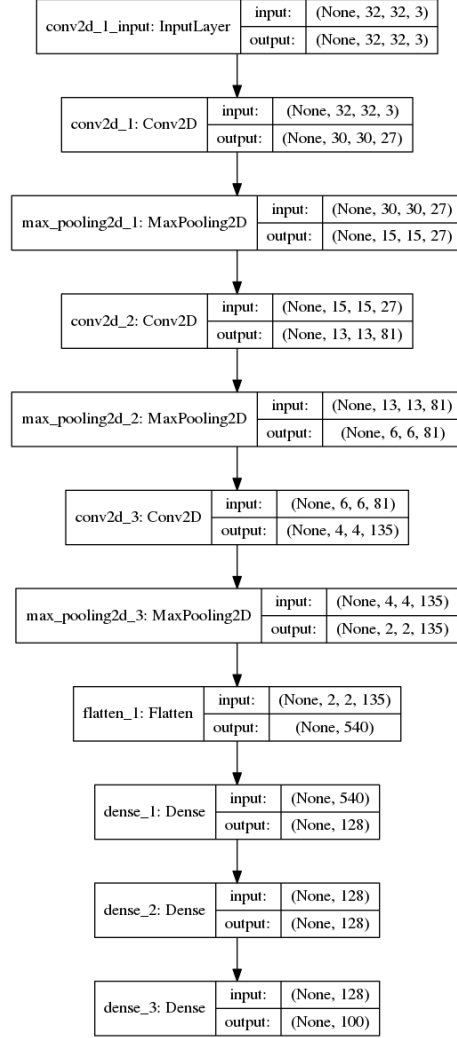 conv2d_1_input: InputLayer
input: (None, 32, 32, 3)
output: (None, 32, 32, 3)
conv2d_1: Conv2D
input: (None, 32, 32, 3)
output: (None, 30, 30, 27)
max_pooling2d_1: MaxPooling2D
input: (None, 30, 30, 27)
output: (None, 15, 15, 27)
conv2d_2: Conv2D
input: (None, 15, 15, 27)
output: (None, 13, 13, 81)
max_pooling2d_2: MaxPooling2D
input: (None, 13, 13, 81)
output: (None, 6, 6, 81)
conv2d_3: Conv2D
input: (None, 6, 6, 81)
output: (None, 4, 4, 135)
max_pooling2d_3: MaxPooling2D
input: (None, 4, 4, 135)
output: (None, 2, 2, 135)
flatten_1: Flatten
input: (None, 2, 2, 135)
output: (None, 540)
dense_1: Dense
input: (None, 540)
output: (None, 128)
dense_2: Dense
input: (None, 128)
output: (None, 128)
dense_3: Dense
input: (None, 128)
output: (None, 100)